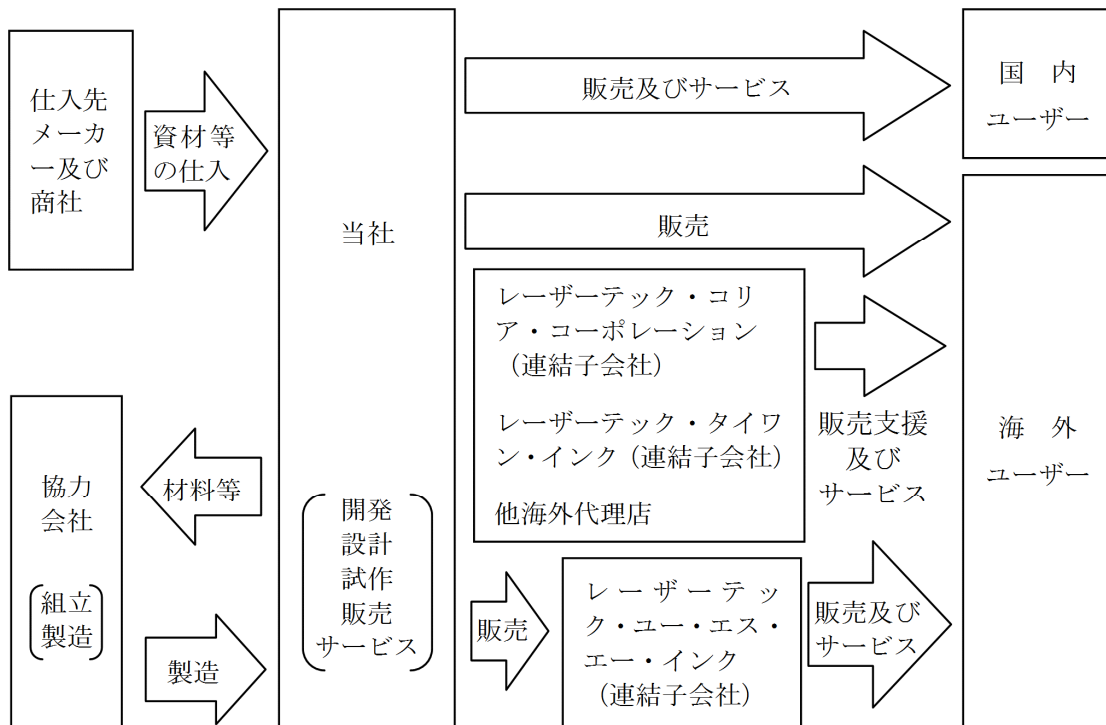 仕入先
メーカ
ー及び
商社
資材等
の仕入
当社
開発
設計
試作
販売
サービス
協力
会社
組立
製造
材料等
製造
販売及びサービス
国　内
ユーザー
販売
レーザーテック・コリ
ア・コーポレーション
（連結子会社）
レーザーテック・タイワ
ン・インク（連結子会社）
他海外代理店
販売支援
及び
サービス
海　外
ユーザー
販売
レーザーテッ
ク・ユー・エス・
エー・インク
（連結子会社）
販売及び
サービス